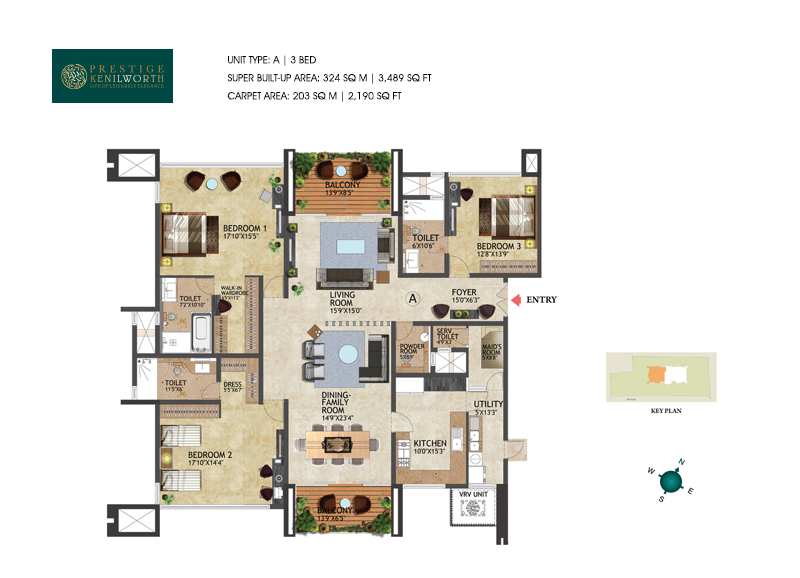 PRESTIGE
KENILWORTH
LIFE OF LEISURELY ELEGANCE
UNIT TYPE: A | 3 BED
SUPER BUILT-UP AREA: 324 SQ M | 3,489 SQ FT
CARPET AREA: 203 SQ M | 2,190 SQ FT
BALCONY
13'9"X8'5"
BEDROOM 1
17'10"X15'5"
TOILET
6'X10'6"
BEDROOM 3
12'8"X13'9"
WALK-IN
WARDROBE
TOILET
7'2"X10'10"
LIVING
ROOM
15'9"X15'0"
A
FOYER
15'0"X6'3"
ENTRY
POWDER
ROOM
5'X8'9"
SERV.
TOILET
4'9"X3'
MAID'S
ROOM
5'X8'8"
TOILET
11'5"X6'
DRESS
5'5"X6'7"
DINING-
FAMILY
ROOM
14'9"X23'4"
UTILITY
5'X13'3"
KITCHEN
10'0"X15'3"
BEDROOM 2
17'10"X14'4"
BALCONY
13'9"X6'5"
VRV UNIT
KEY PLAN
N
W
E
S